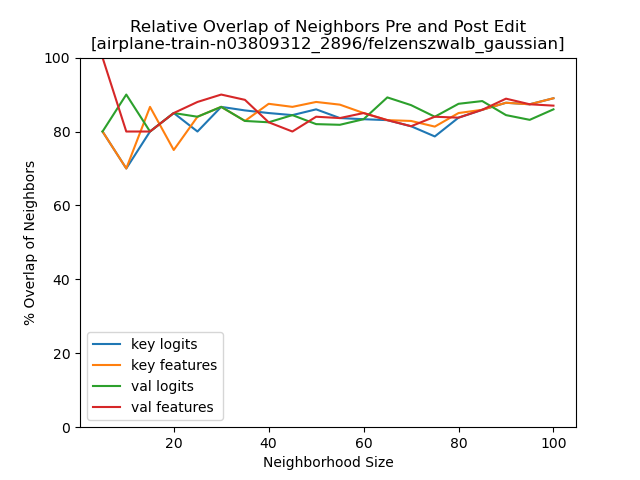 Relative Overlap of Neighbors Pre and Post Edit
[airplane-train-n03809312_2896/felzenszwalb_gaussian]
100
80
60
40
20
0
% Overlap of Neighbors
key logits
key features
val logits
val features
20 40 60 80 100
Neighborhood Size